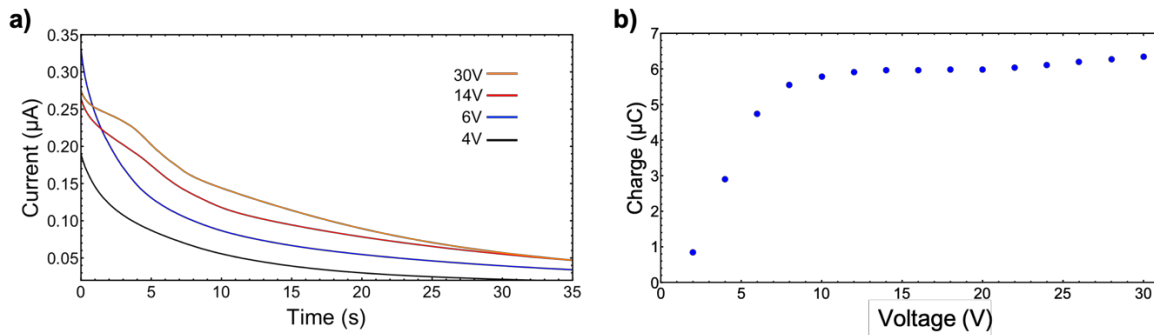 a)
Current (µA)
0.35
0.30
0.25
0.20
0.15
0.10
0.05
30V
14V
6V
4V
0 5 10 15 20 25 30 35
Time (s)
b)
Charge (µC)
7
6
5
4
3
2
1
0
0 5 10 15 20 25 30
Voltage (V)